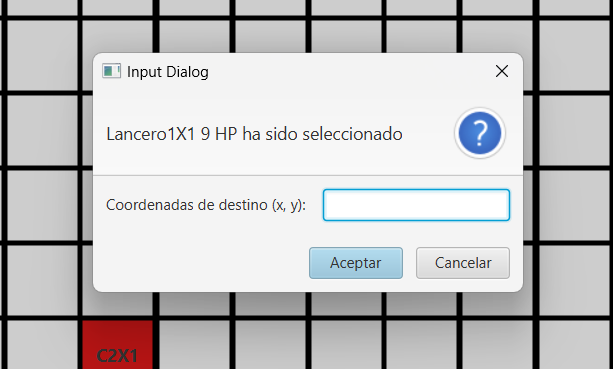 Input Dialog
Lancero1X1 9 HP ha sido seleccionado
?
Coordenadas de destino (x, y):
Aceptar
Cancelar
C2X1